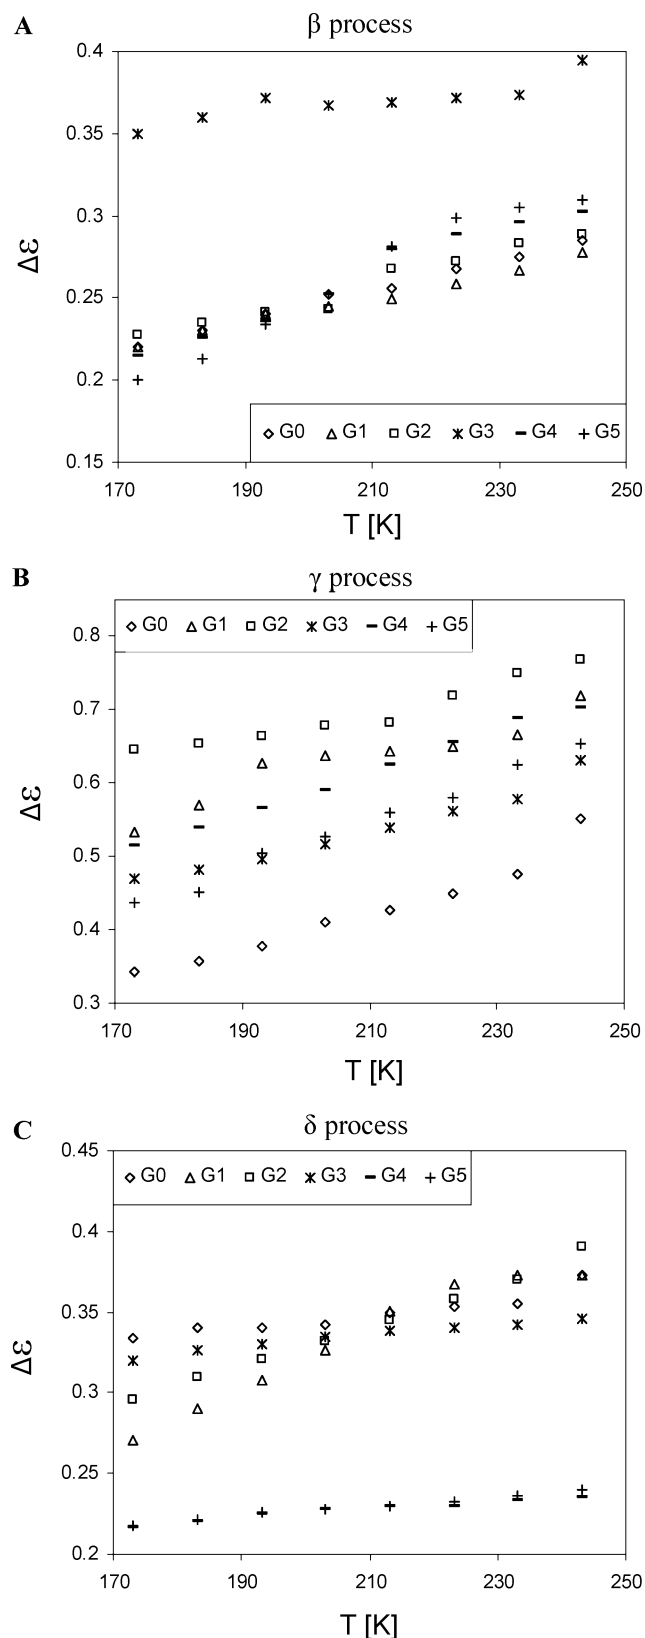 A
β process
0.4
0.35
0.3
0.25
0.2
0.15
Δε
G0 G1 G2 G3 G4 G5
170 190 210 230 250
T [K]
B
γ process
G0 G1 G2 G3 G4 G5
0.8
0.7
0.6
0.5
0.4
0.3
Δε
170 190 210 230 250
T [K]
C
δ process
0.45
G0 G1 G2 G3 G4 G5
0.4
0.35
0.3
0.25
0.2
Δε
170 190 210 230 250
T [K]